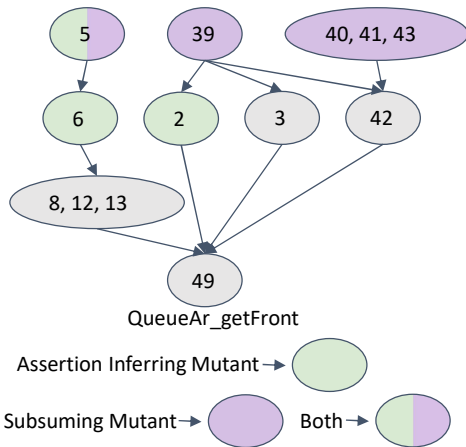 5
39
40, 41, 43
6
2
3
42
8, 12, 13
49
QueueAr_getFront
Assertion Inferring Mutant
Subsuming Mutant
Both